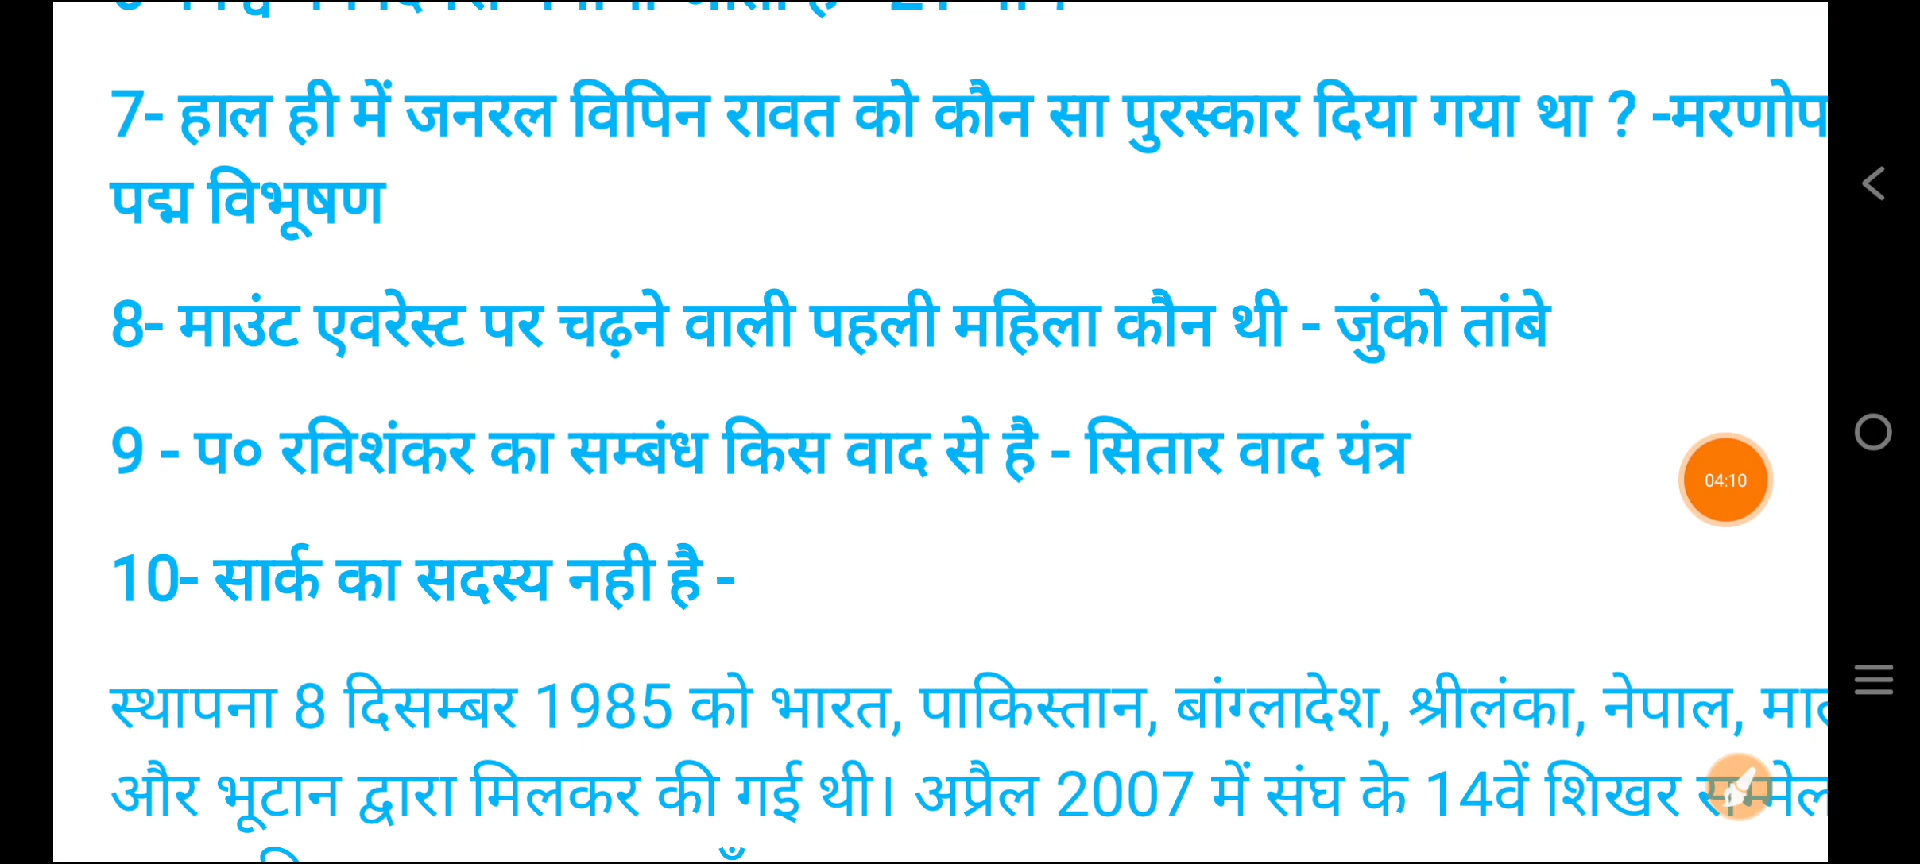 7- हाल ही में जनरल विपिन रावत को कौन सा पुरस्कार दिया गया था ? -मरणोप
पद्म विभूषण
8- माउंट एवरेस्ट पर चढ़ने वाली पहली महिला कौन थी - जुंको तांबे
9 - प० रविशंकर का सम्बंध किस वाद से है - सितार वाद यंत्र
04:10
10- सार्क का सदस्य नही है -
स्थापना 8 दिसम्बर 1985 को भारत, पाकिस्तान, बांग्लादेश, श्रीलंका, नेपाल,
और भूटान द्वारा मिलकर की गई थी। अप्रैल 2007 में संघ के 14वें शिखर